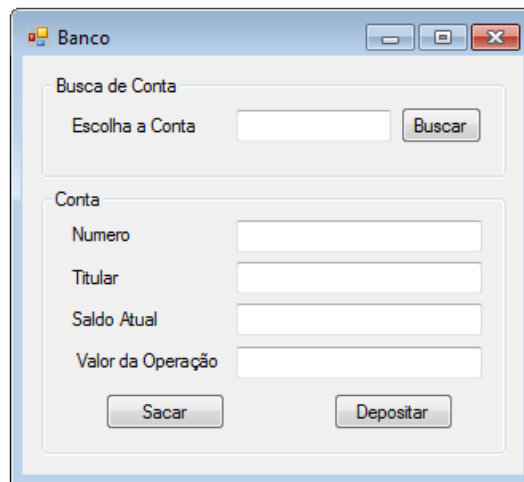 Banco
Busca de Conta
Escolha a Conta Buscar
Conta
Numero
Titular
Saldo Atual
Valor da Operação
Sacar Depositar